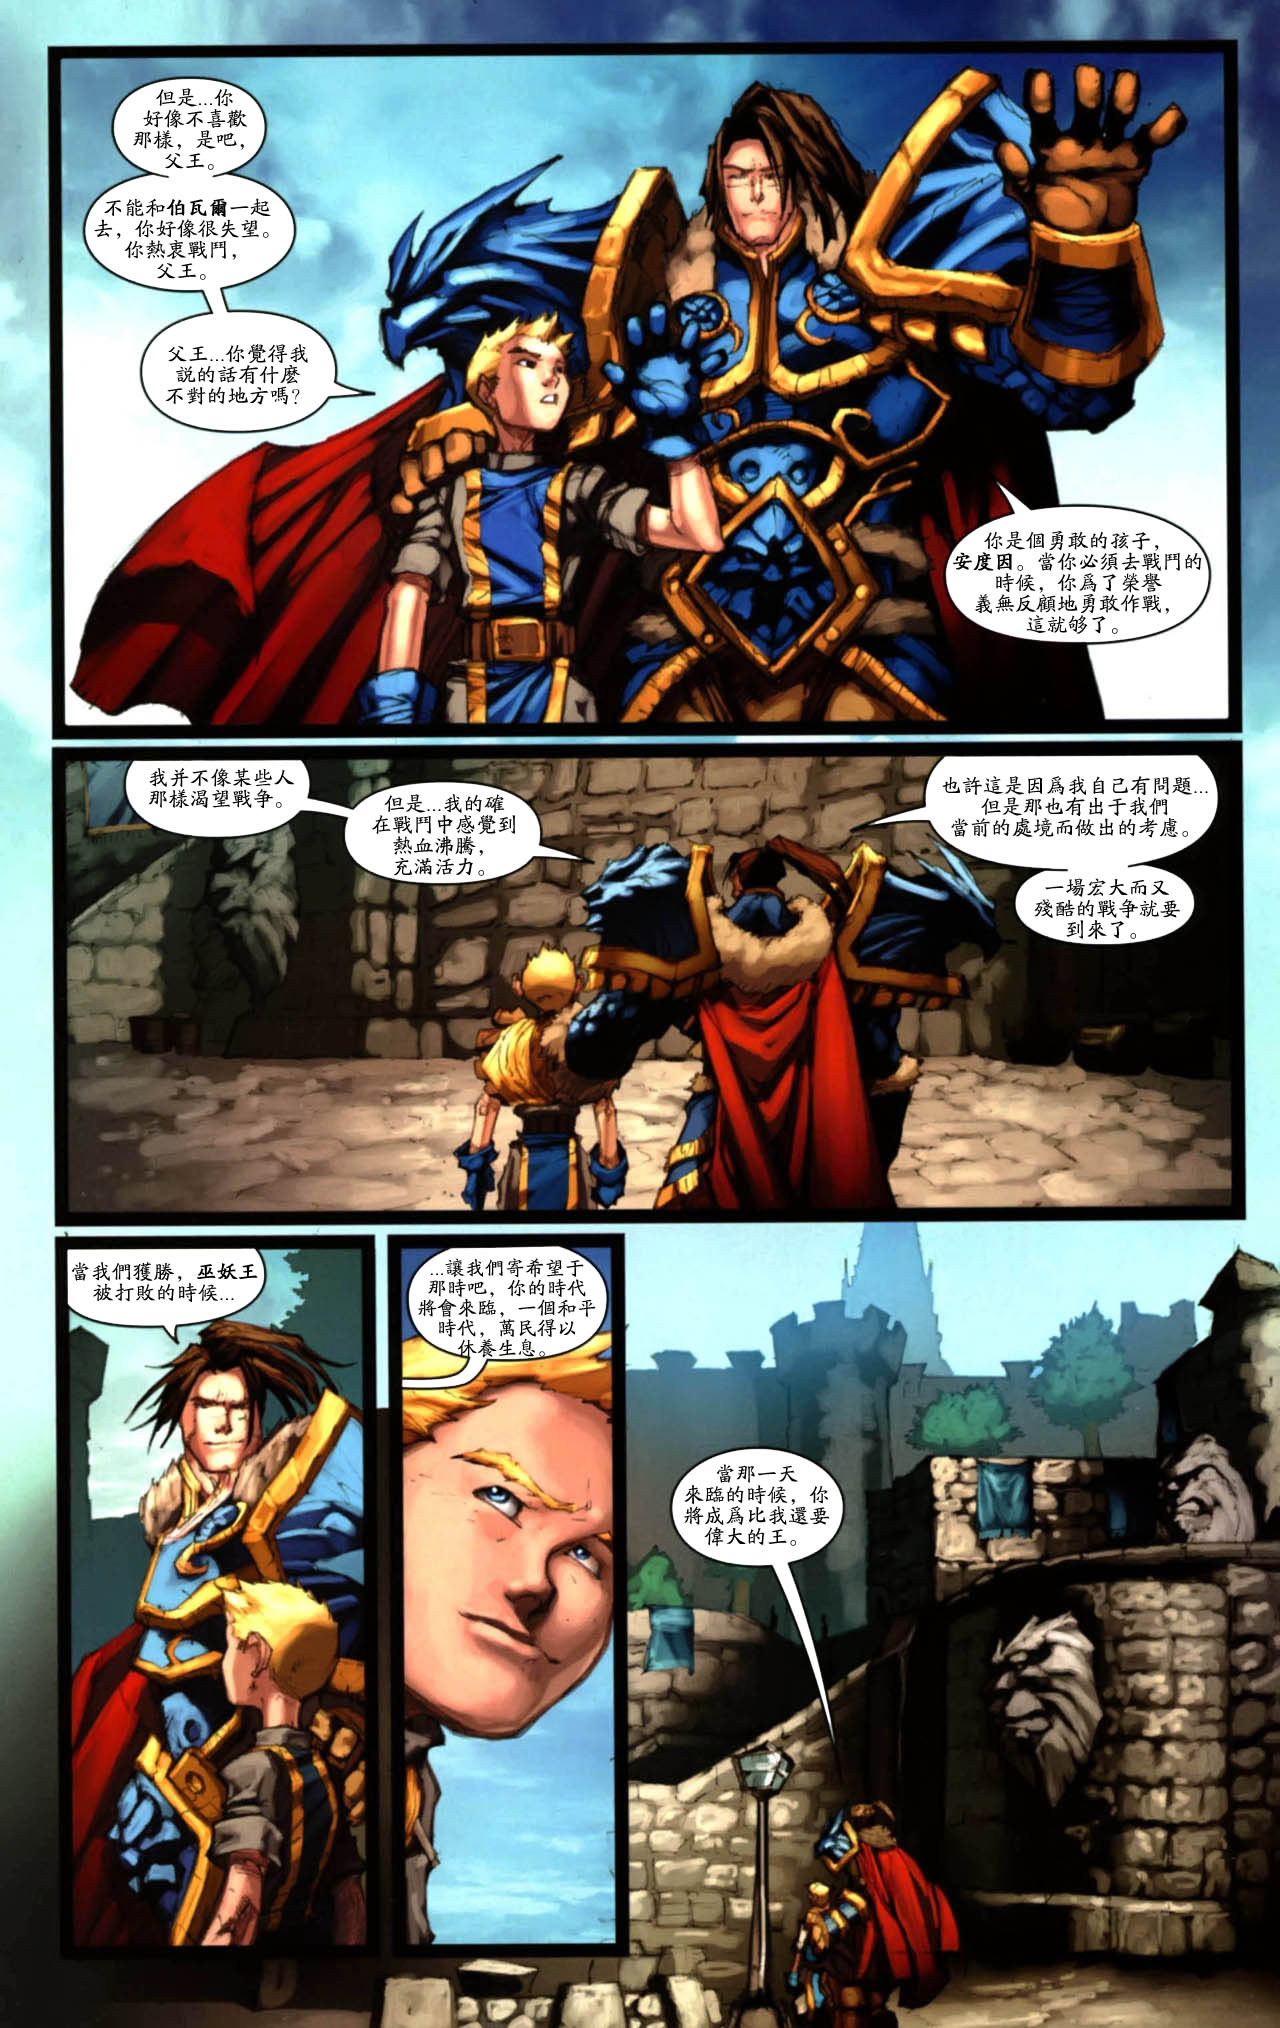 但是...你
好像不喜歡
那樣，是吧，
父王。
不能和伯瓦爾一起
去，你好像很失望。
你熱衷戰鬥，
父王。
父王...你覺得我
説的話有什麽
不對的地方嗎？
你是個勇敢的孩子，
安度因。當你必須去戰鬥的
時候，你爲了榮譽
義無反顧地勇敢作戰，
這就够了。
我并不像某些人
那樣渴望戰争。
但是...我的確
在戰鬥中感覺到
熱血沸騰，
充滿活力。
也許這是因爲我自己有問題...
但是那也有出于我們
當前的處境而做出的考慮。
一場宏大而又
殘酷的戰争就要
到來了。
當我們獲勝，巫妖王
被打敗的時候...
...讓我們寄希望于
那時吧，你的時代
將會來臨，一個和平
時代，萬民得以
休養生息。
當那一天
來臨的時候，你
將成爲比我還要
偉大的王。